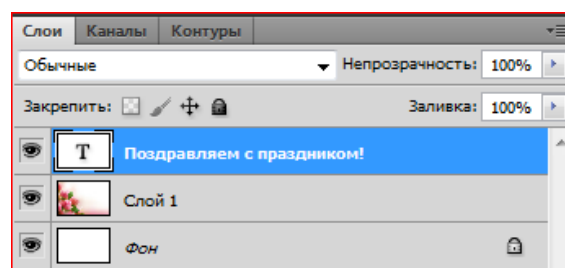 Слои Каналы Контуры
Обычные Непрозрачность: 100%
Закрепить: Заливка: 100%
T Поздравляем с праздником!
Слой 1
Фон